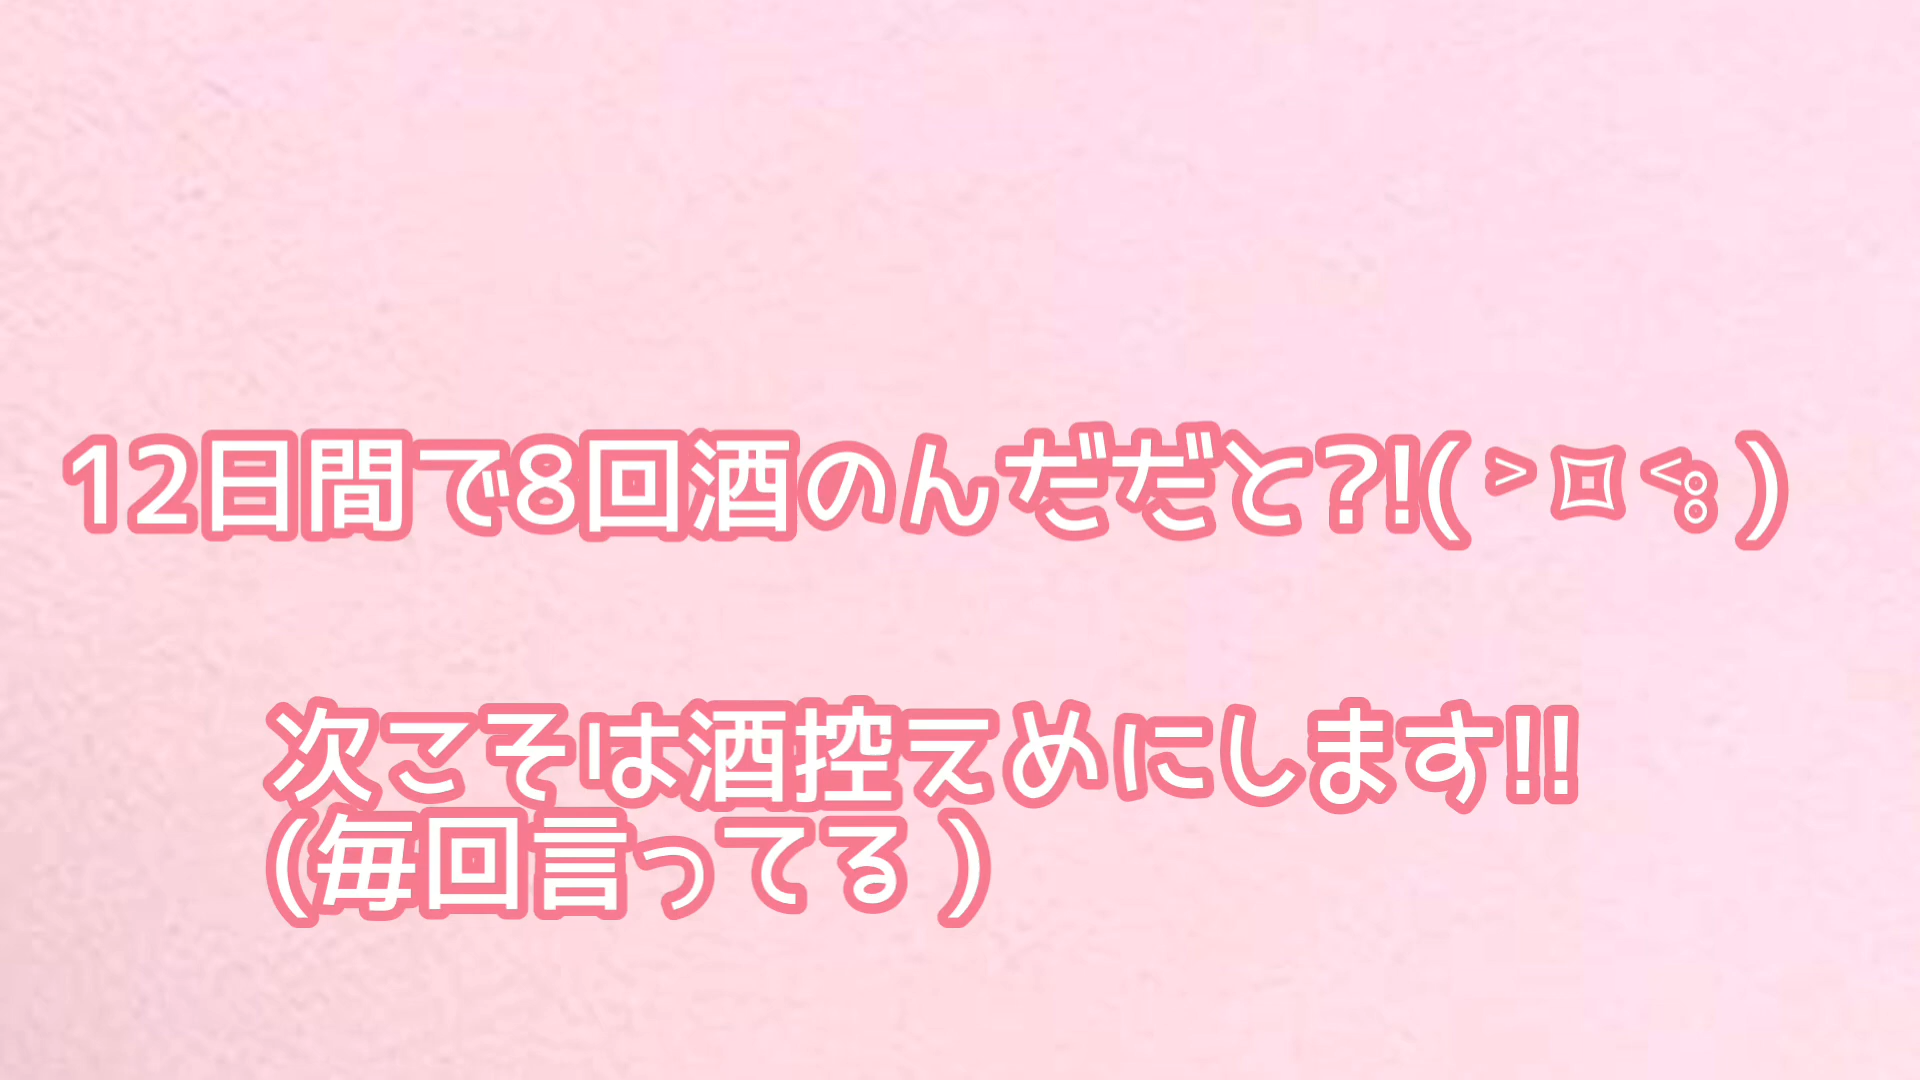 12日間で8回酒のんだだと?!( ˃ ⌑ ˂ഃ )
次こそは酒控えめにします!!
(毎回言ってる )